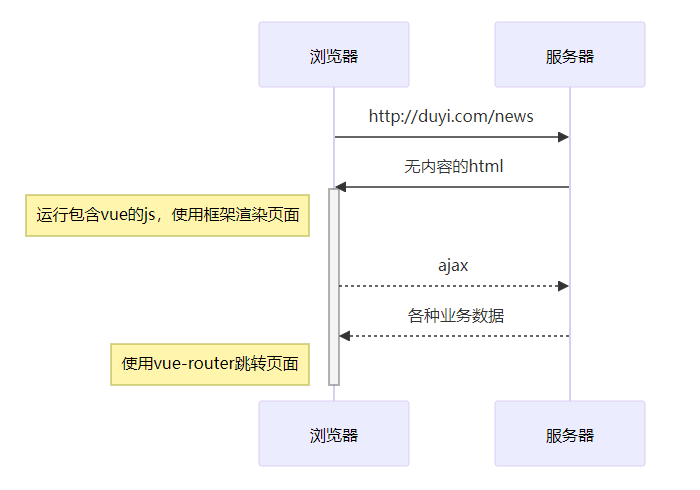 浏览器
服务器
http://duyi.com/news
无内容的html
运行包含vue的js，使用框架渲染页面
ajax
各种业务数据
使用vue-router跳转页面
浏览器
服务器